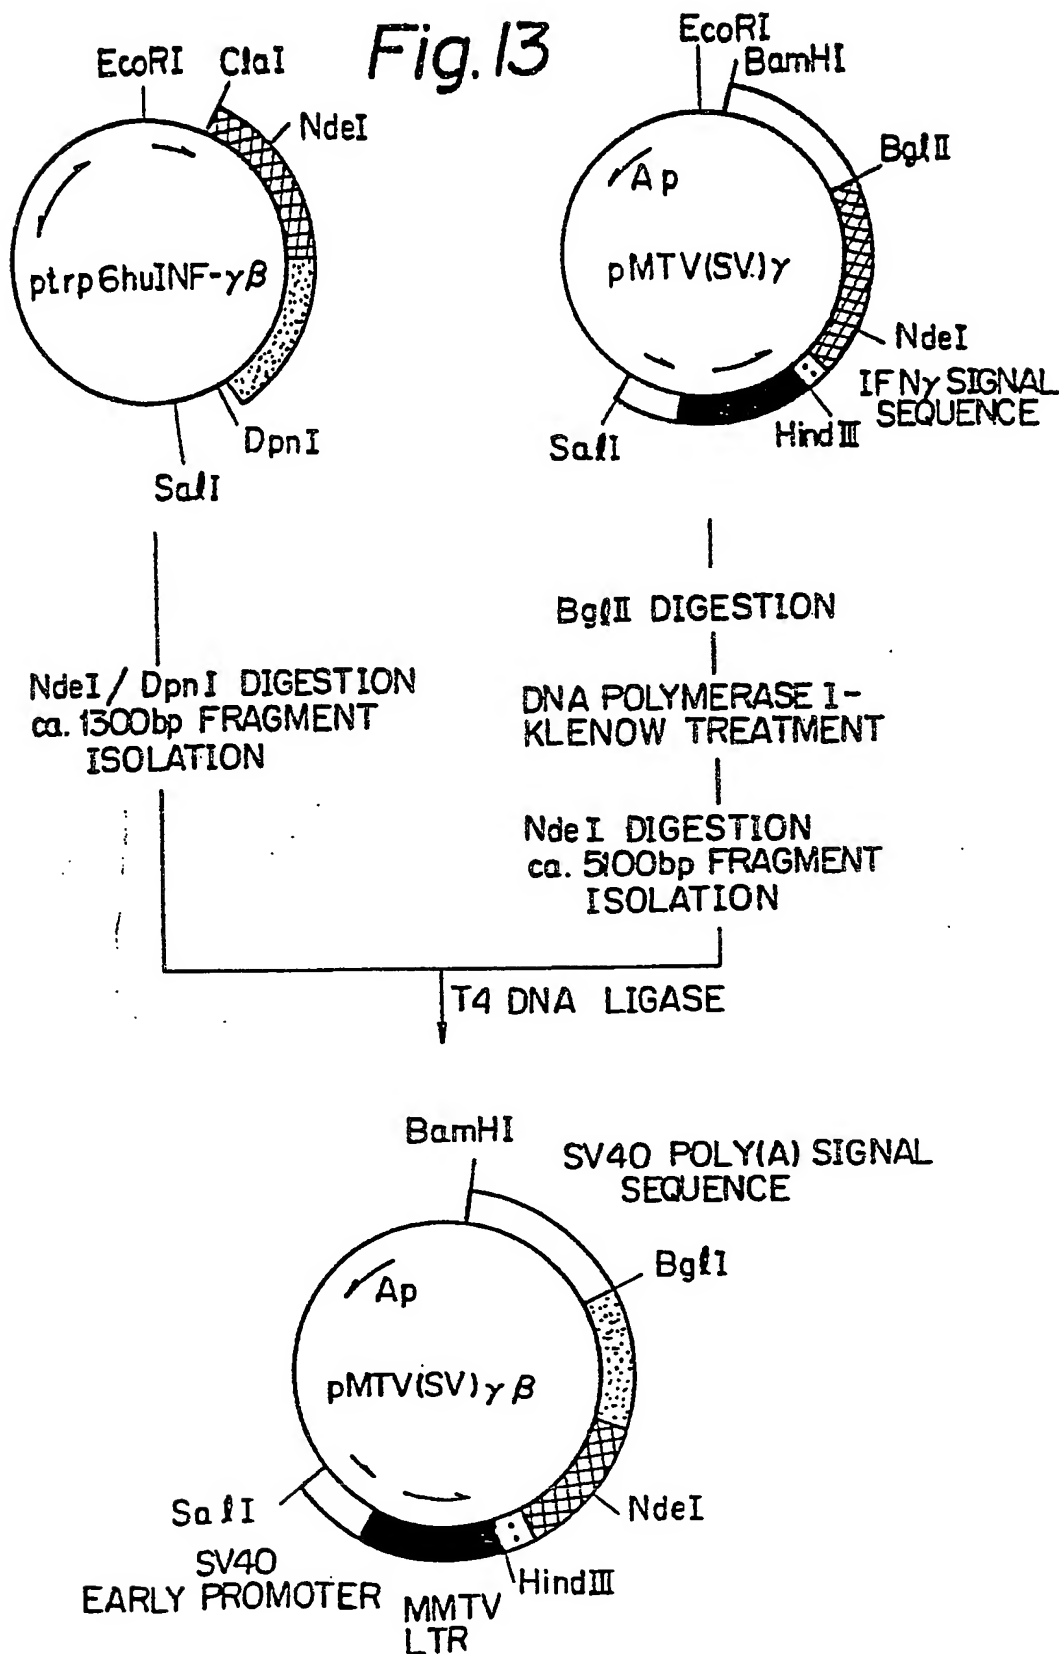 Fig. 13
EcoRI
ClaI
NdeI
ptrp6huINF-γβ
DpnI
SalI
EcoRI
BamHI
BglII
Ap
pMTV(SV.)γ
NdeI
IFNγ SIGNAL
SEQUENCE
HindIII
SalI
NdeI / DpnI DIGESTION
ca. 1300bp FRAGMENT
ISOLATION
BglII DIGESTION
DNA POLYMERASE I-
KLENOW TREATMENT
NdeI DIGESTION
ca. 5100bp FRAGMENT
ISOLATION
T4 DNA LIGASE
BamHI
SV40 POLY(A) SIGNAL
SEQUENCE
BglI
Ap
pMTV(SV)γβ
NdeI
HindIII
SalI
SV40
EARLY PROMOTER
MMTV
LTR